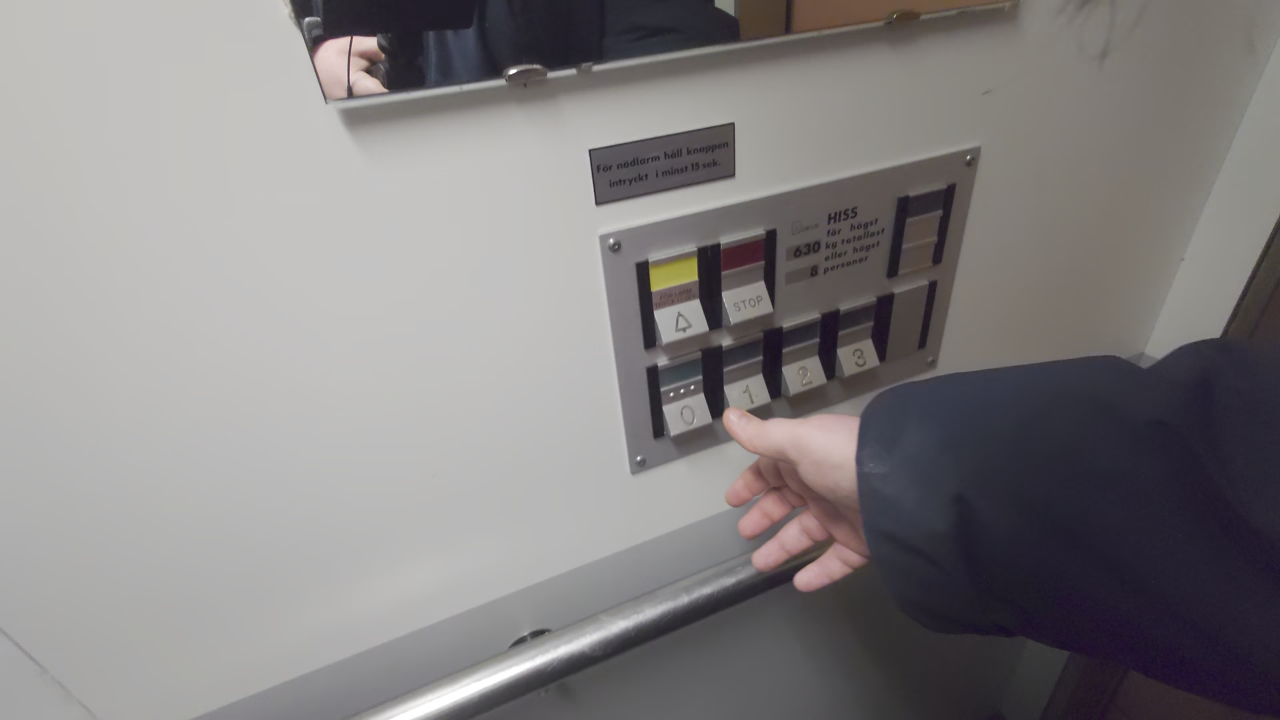 För nödlarm håll knappen
intryckt i minst 15 sek.
HISS
för högst
630 kg totallast
eller högst
8 personer
STOP
0
1
2
3